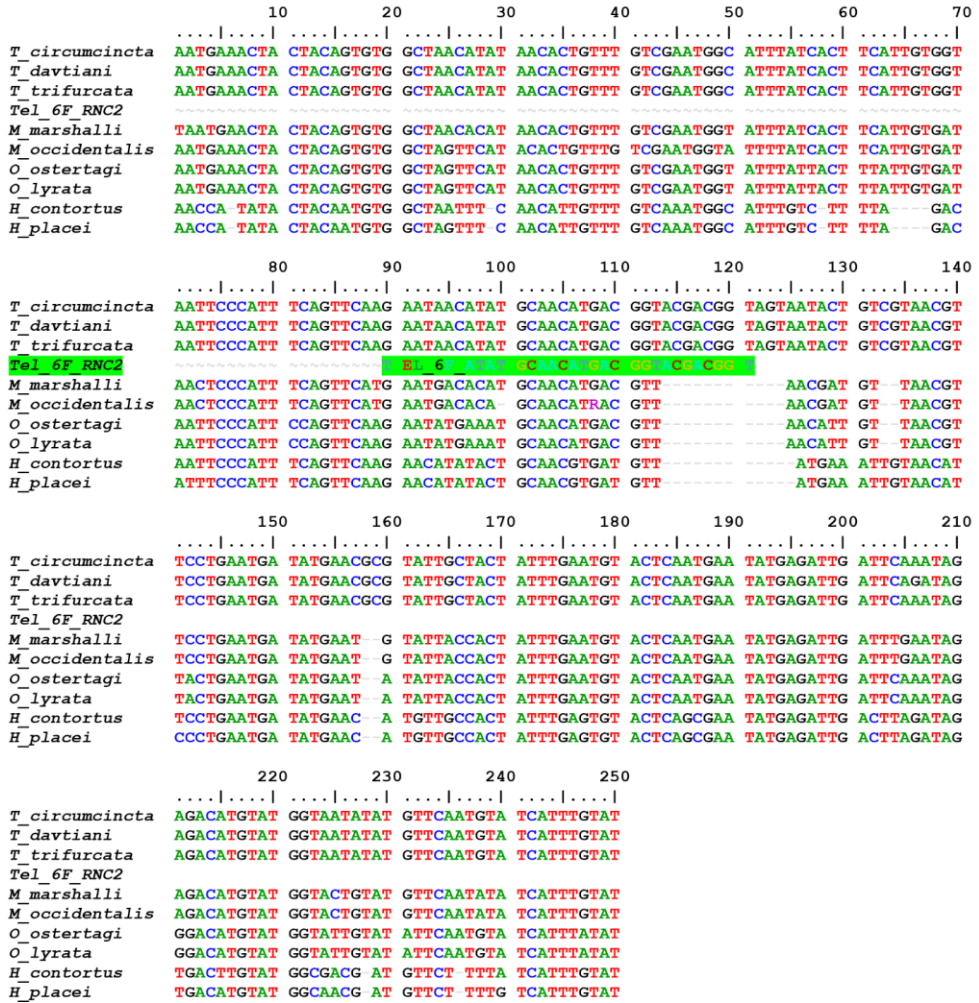 10 20 30 40 50 60 70
T_circumcincta AATGAAACTA CTACAGTGTG GCTAACATAT AACACTGTTT GTCGAATGGC ATTTATCACT TCATTGTGGT
T_davtiani AATGAAACTA CTACAGTGTG GCTAACATAT AACACTGTTT GTCGAATGGC ATTTATCACT TCATTGTGGT
T_trifurcata AATGAAACTA CTACAGTGTG GCTAACATAT AACACTGTTT GTCGAATGGC ATTTATCACT TCATTGTGGT
Tel_6F_RNC2 ~~~~~~~~~~ ~~~~~~~~~~ ~~~~~~~~~~ ~~~~~~~~~~ ~~~~~~~~~~ ~~~~~~~~~~ ~~~~~~~~~~
M_marshalli TAATGAACTA CTACAGTGTG GCTAACACAT AACACTGTTT GTCGAATGGT ATTTATCACT TCATTGTGAT
M_occidentalis AATGAAACTA CTACAGTGTG GCTAGTTCAT ACACTGTTTG TCGAATGGTA TTTTATCACT TCATTGTGAT
O_ostertagi AATGAAACTA CTACAGTGTG GCTAGTTCAT AACACTGTTT GTCGAATGGT ATTTATTACT TTATTGTGAT
O_lyrata AATGAAACTA CTACAGTGTG GCTAGTTCAT AACACTGTTT GTCGAATGGT ATTTATTACT TTATTGTGAT
H_contortus AACCA-TATA CTACAATGTG GCTAATTT-C AACATTGTTT GTCAAATGGC ATTTGTC-TT TTA-----GAC
H_placei AACCA-TATA CTACAATGTG GCTAGTTT-C AACATTGTTT GTCAAATGGC ATTTGTC-TT TTA-----GAC
80 90 100 110 120 130 140
T_circumcincta AATTCCCATT TCAGTTCAAG AATAACATAT GCAACATGAC GGTACGACGG TAGTAATACT GTCGTAACGT
T_davtiani AATTCCCATT TCAGTTCAAG AATAACATAT GCAACATGAC GGTACGACGG TAGTAATACT GTCGTAACGT
T_trifurcata AATTCCCATT TCAGTTCAAG AATAACATAT GCAACATGAC GGTACGACGG TAGTAATACT GTCGTAACGT
Tel_6F_RNC2 EL_6F_ATAT GCAACATGAC GGTACGACGG
M_marshalli AACTCCCATT TCAGTTCATG AATGACACAT GCAACATGAC GTT------- ----AACGAT GT--TAACGT
M_occidentalis AACTCCCATT TCAGTTCATG AATGACACA- GCAACATRAC GTT------- ----AACGAT GT--TAACGT
O_ostertagi AATTCCCATT CCAGTTCAAG AATATGAAAT GCAACATGAC GTT------- ----AACATT GT--TAACGT
O_lyrata AATTCCCATT CCAGTTCAAG AATATGAAAT GCAACATGAC GTT------- ----AACATT GT--TAACGT
H_contortus AATTCCCATT TCAGTTCAAG AACATATACT GCAACGTGAT GTT------- -----ATGAA ATTGTAACAT
H_placei ATTTCCCATT TCAGTTCAAG AACATATACT GCAACGTGAT GTT------- -----ATGAA ATTGTAACAT
150 160 170 180 190 200 210
T_circumcincta TCCTGAATGA TATGAACGCG TATTGCTACT ATTTGAATGT ACTCAATGAA TATGAGATTG ATTCAAATAG
T_davtiani TCCTGAATGA TATGAACGCG TATTGCTACT ATTTGAATGT ACTCAATGAA TATGAGATTG ATTCAGATAG
T_trifurcata TCCTGAATGA TATGAACGCG TATTGCTACT ATTTGAATGT ACTCAATGAA TATGAGATTG ATTCAAATAG
Tel_6F_RNC2
M_marshalli TCCTGAATGA TATGAAT--G TATTACCACT ATTTGAATGT ACTCAATGAA TATGAGATTG ATTTGAATAG
M_occidentalis TCCTGAATGA TATGAAT--G TATTACCACT ATTTGAATGT ACTCAATGAA TATGAGATTG ATTTGAATAG
O_ostertagi TACTGAATGA TATGAAT--A TATTACCACT ATTTGAATGT ACTCAATGAA TATGAGATTG ATTCAAATAG
O_lyrata TACTGAATGA TATGAAT--A TATTACCACT ATTTGAATGT ACTCAATGAA TATGAGATTG ATTCAAATAG
H_contortus TCCTGAATGA TATGAAC--A TGTTGCCACT ATTTGAGTGT ACTCAGCGAA TATGAGATTG ACTTAGATAG
H_placei CCCTGAATGA TATGAAC--A TGTTGCCACT ATTTGAGTGT ACTCAGCGAA TATGAGATTG ACTTAGATAG
220 230 240 250
T_circumcincta AGACATGTAT GGTAATATAT GTTCAATGTA TCATTTGTAT
T_davtiani AGACATGTAT GGTAATATAT GTTCAATGTA TCATTTGTAT
T_trifurcata AGACATGTAT GGTAATATAT GTTCAATGTA TCATTTGTAT
Tel_6F_RNC2
M_marshalli AGACATGTAT GGTACTGTAT GTTCAATATA TCATTTGTAT
M_occidentalis AGACATGTAT GGTACTGTAT GTTCAATATA TCATTTGTAT
O_ostertagi GGACATGTAT GGTATTGTAT ATTCAATGTA TCATTTATAT
O_lyrata GGACATGTAT GGTATTGTAT ATTCAATGTA TCATTTATAT
H_contortus TGACTTGTAT GGCGACG-AT GTTCT-TTTA TCATTTGTAT
H_placei TGACATGTAT GGCAACG-AT GTTCT-TTTG TCATTTGTAT